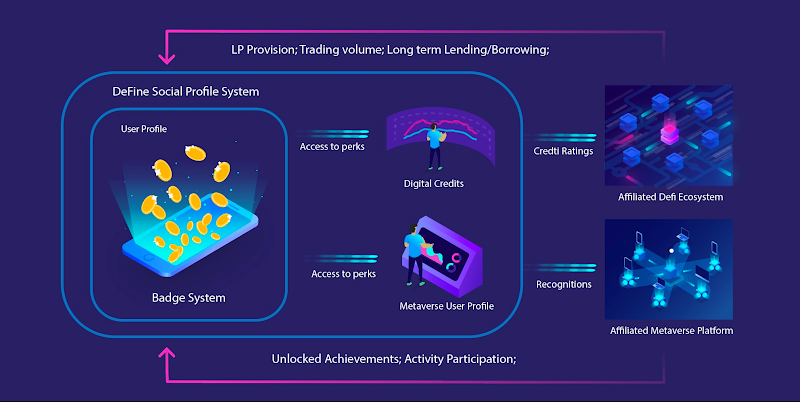 LP Provision; Trading volume; Long term Lending/Borrowing;
DeFine Social Profile System
User Profile
Access to perks
Digital Credits
Credti Ratings
Affiliated Defi Ecosystem
Badge System
Access to perks
Metaverse User Profile
Recognitions
Affiliated Metaverse Platform
Unlocked Achievements; Activity Participation;